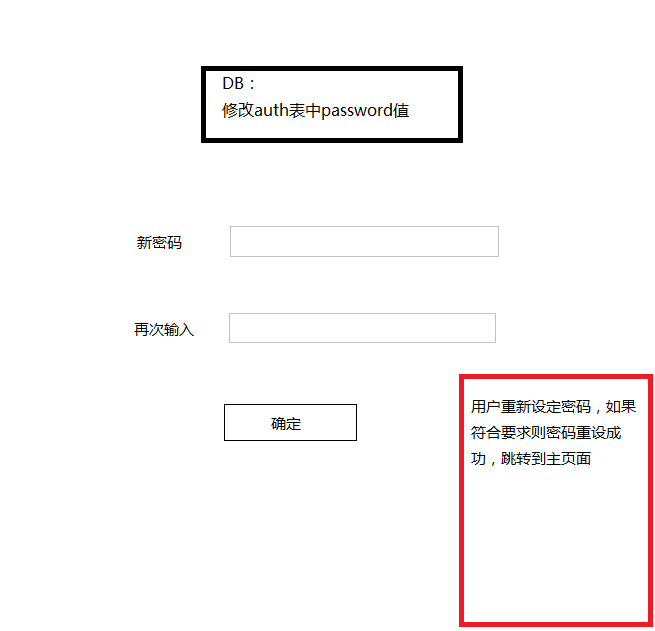 DB：
修改auth表中password值
新密码
再次输入
确定
用户重新设定密码，如果
符合要求则密码重设成
功，跳转到主页面